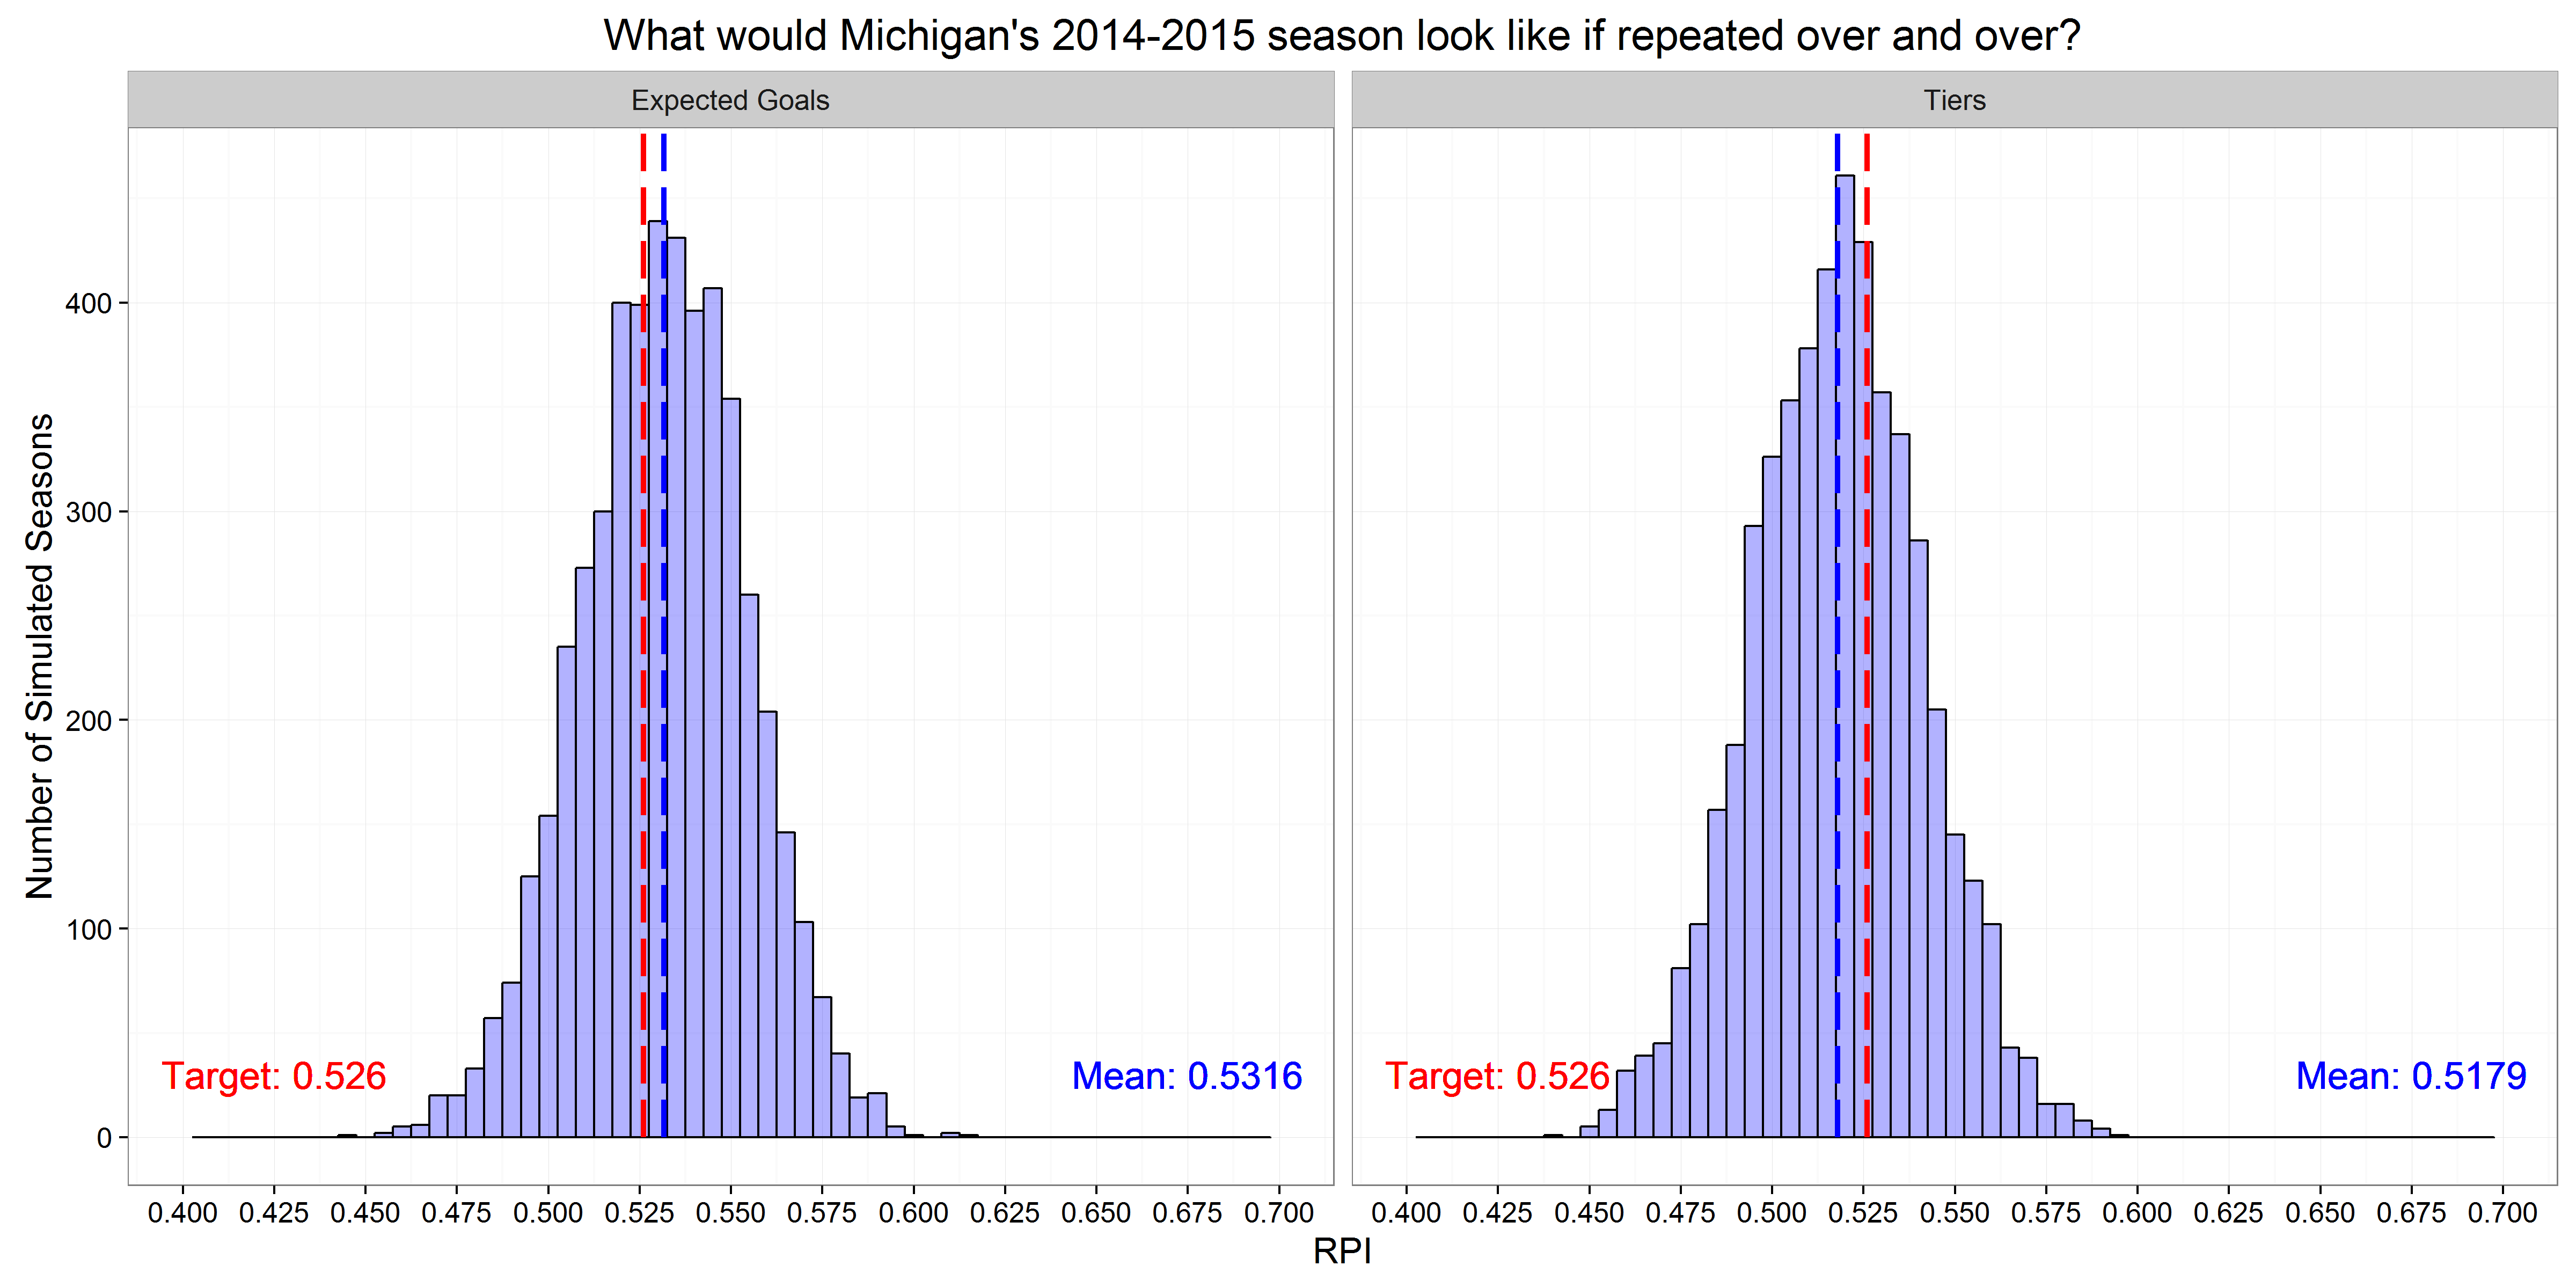 What would Michigan's 2014-2015 season look like if repeated over and over?
Expected Goals
Tiers
Number of Simulated Seasons
400
300
200
100
0
Target: 0.526
Mean: 0.5316
Target: 0.526
Mean: 0.5179
0.400 0.425 0.450 0.475 0.500 0.525 0.550 0.575 0.600 0.625 0.650 0.675 0.700
0.400 0.425 0.450 0.475 0.500 0.525 0.550 0.575 0.600 0.625 0.650 0.675 0.700
RPI